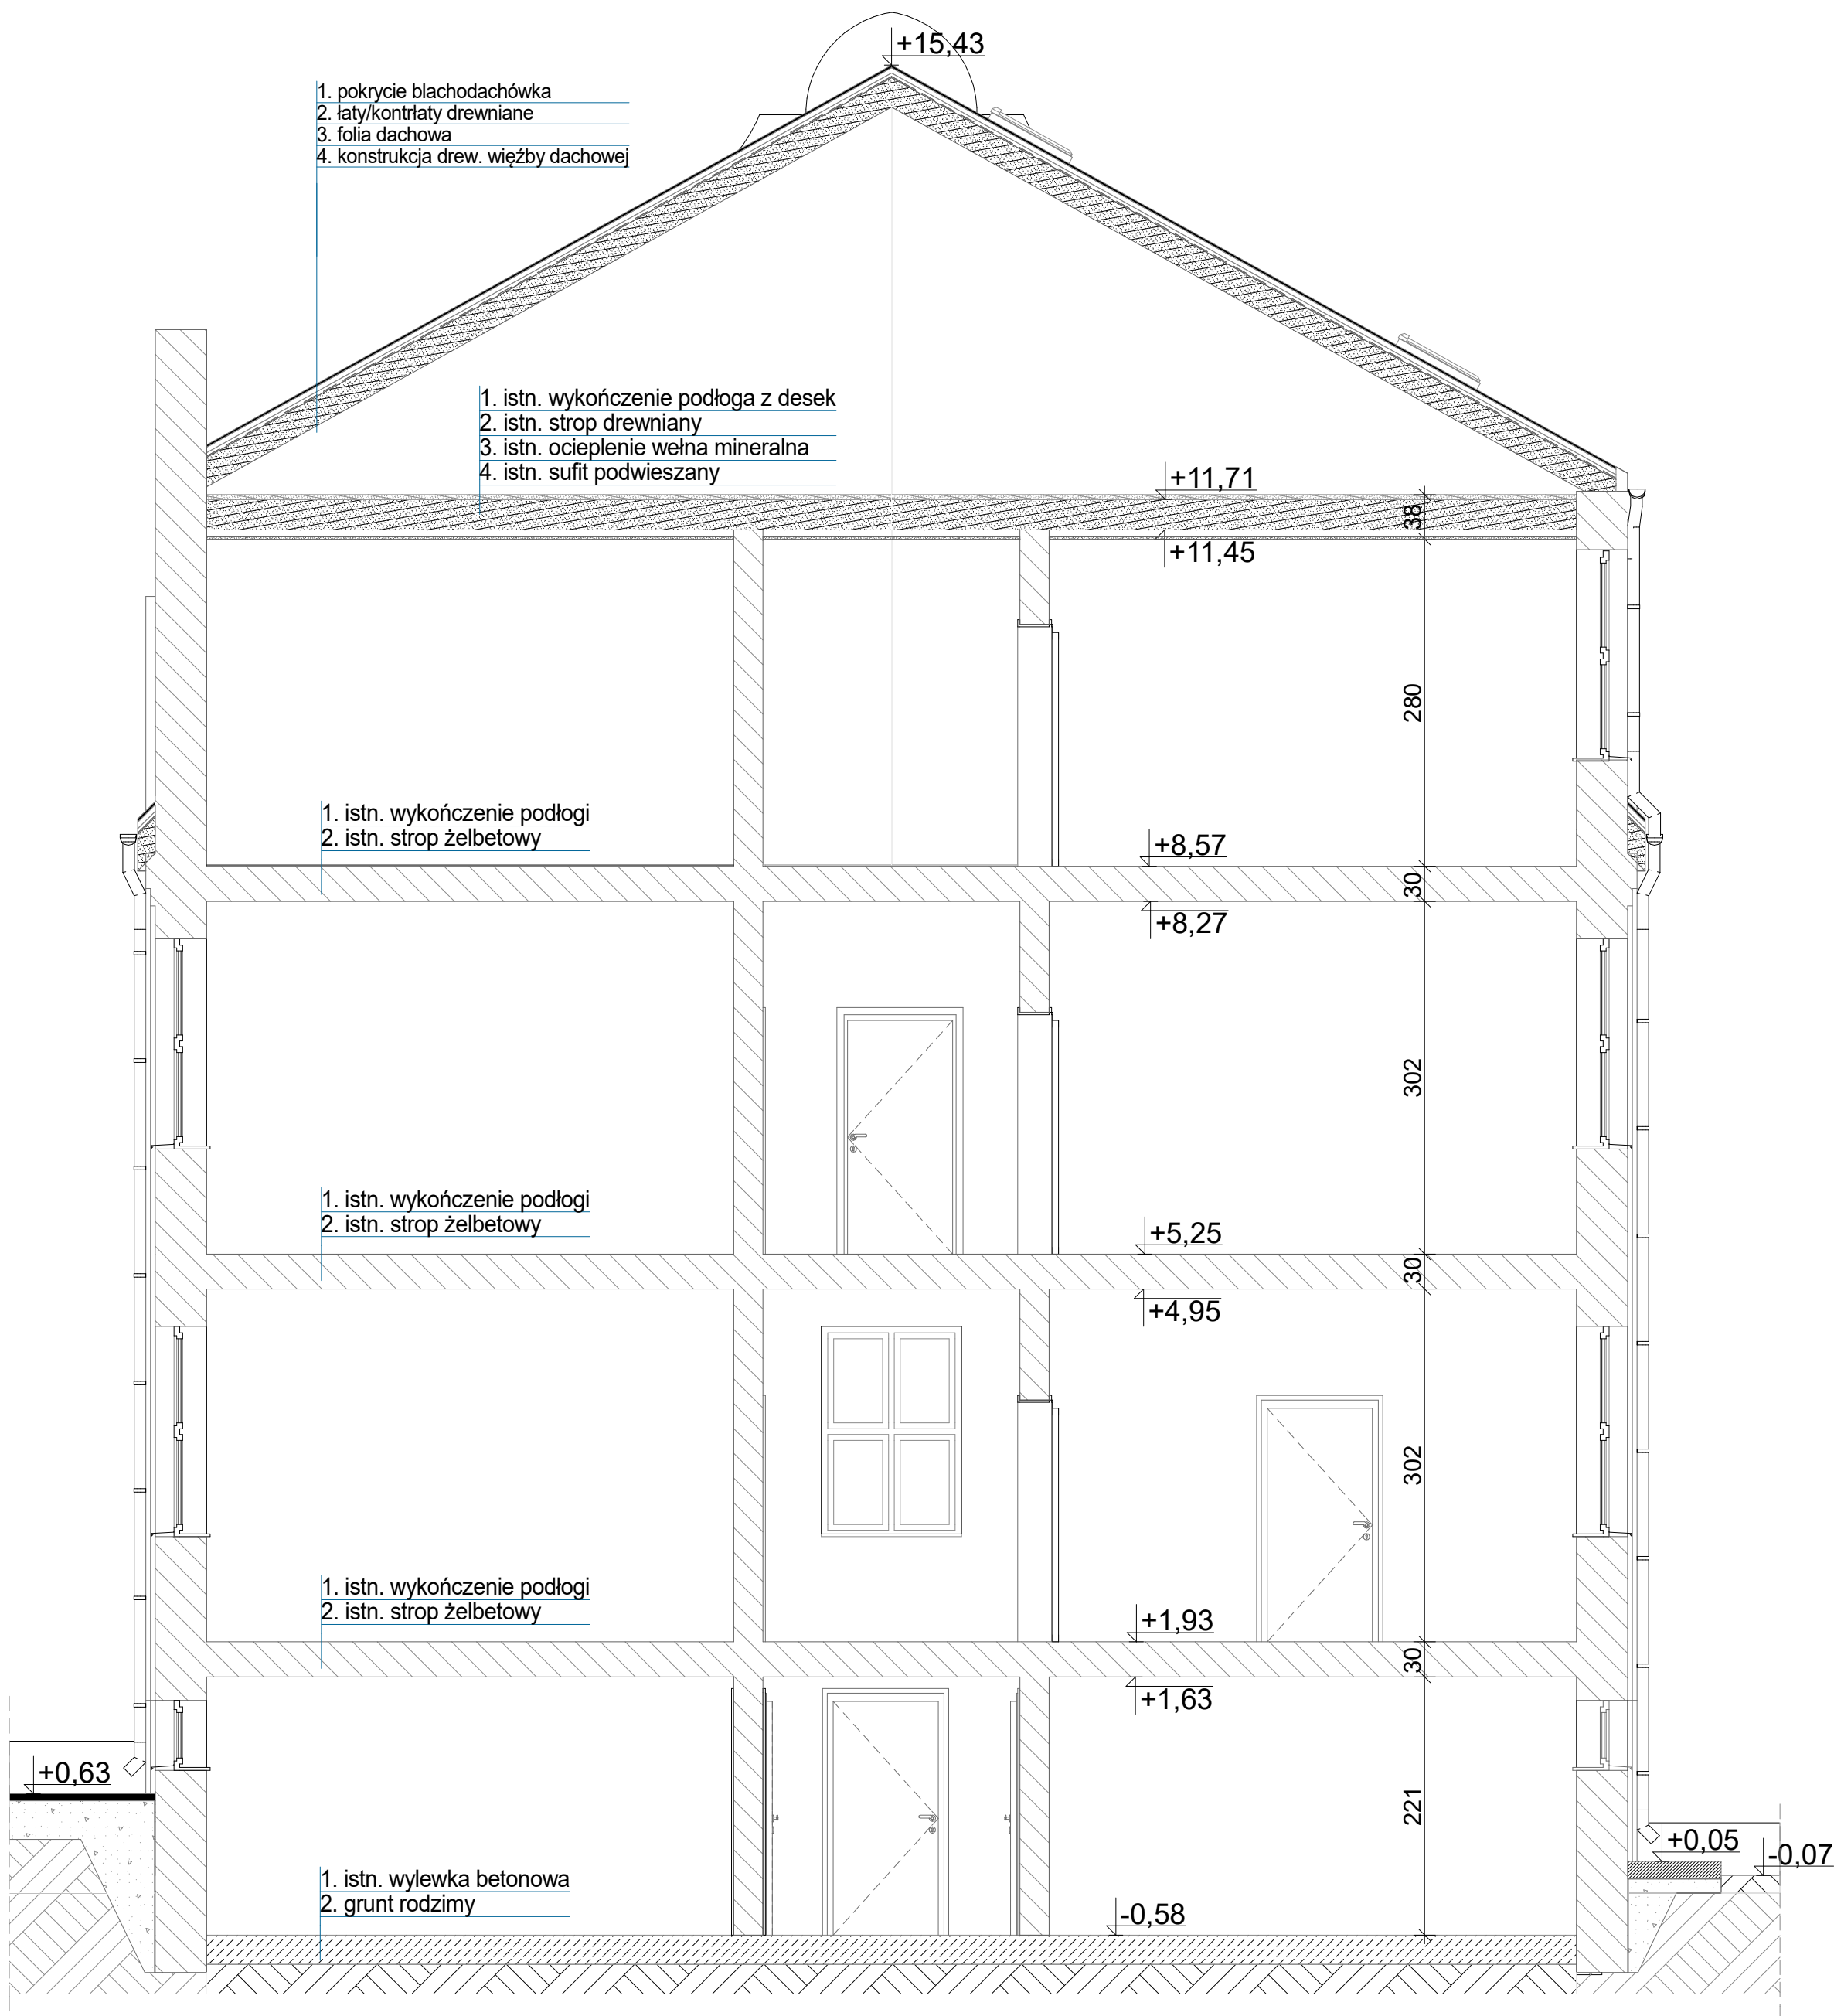 +15,43
1. pokrycie blachodachówka
2. łaty/kontrłaty drewniane
3. folia dachowa
4. konstrukcja drew. więźby dachowej
1. istn. wykończenie podłoga z desek
2. istn. strop drewniany
3. istn. ocieplenie wełna mineralna
4. istn. sufit podwieszany
+11,71
38
+11,45
280
1. istn. wykończenie podłogi
2. istn. strop żelbetowy
+8,57
30
+8,27
302
1. istn. wykończenie podłogi
2. istn. strop żelbetowy
+5,25
30
+4,95
302
1. istn. wykończenie podłogi
2. istn. strop żelbetowy
+1,93
30
+1,63
+0,63
221
+0,05
-0,07
1. istn. wylewka betonowa
2. grunt rodzimy
-0,58